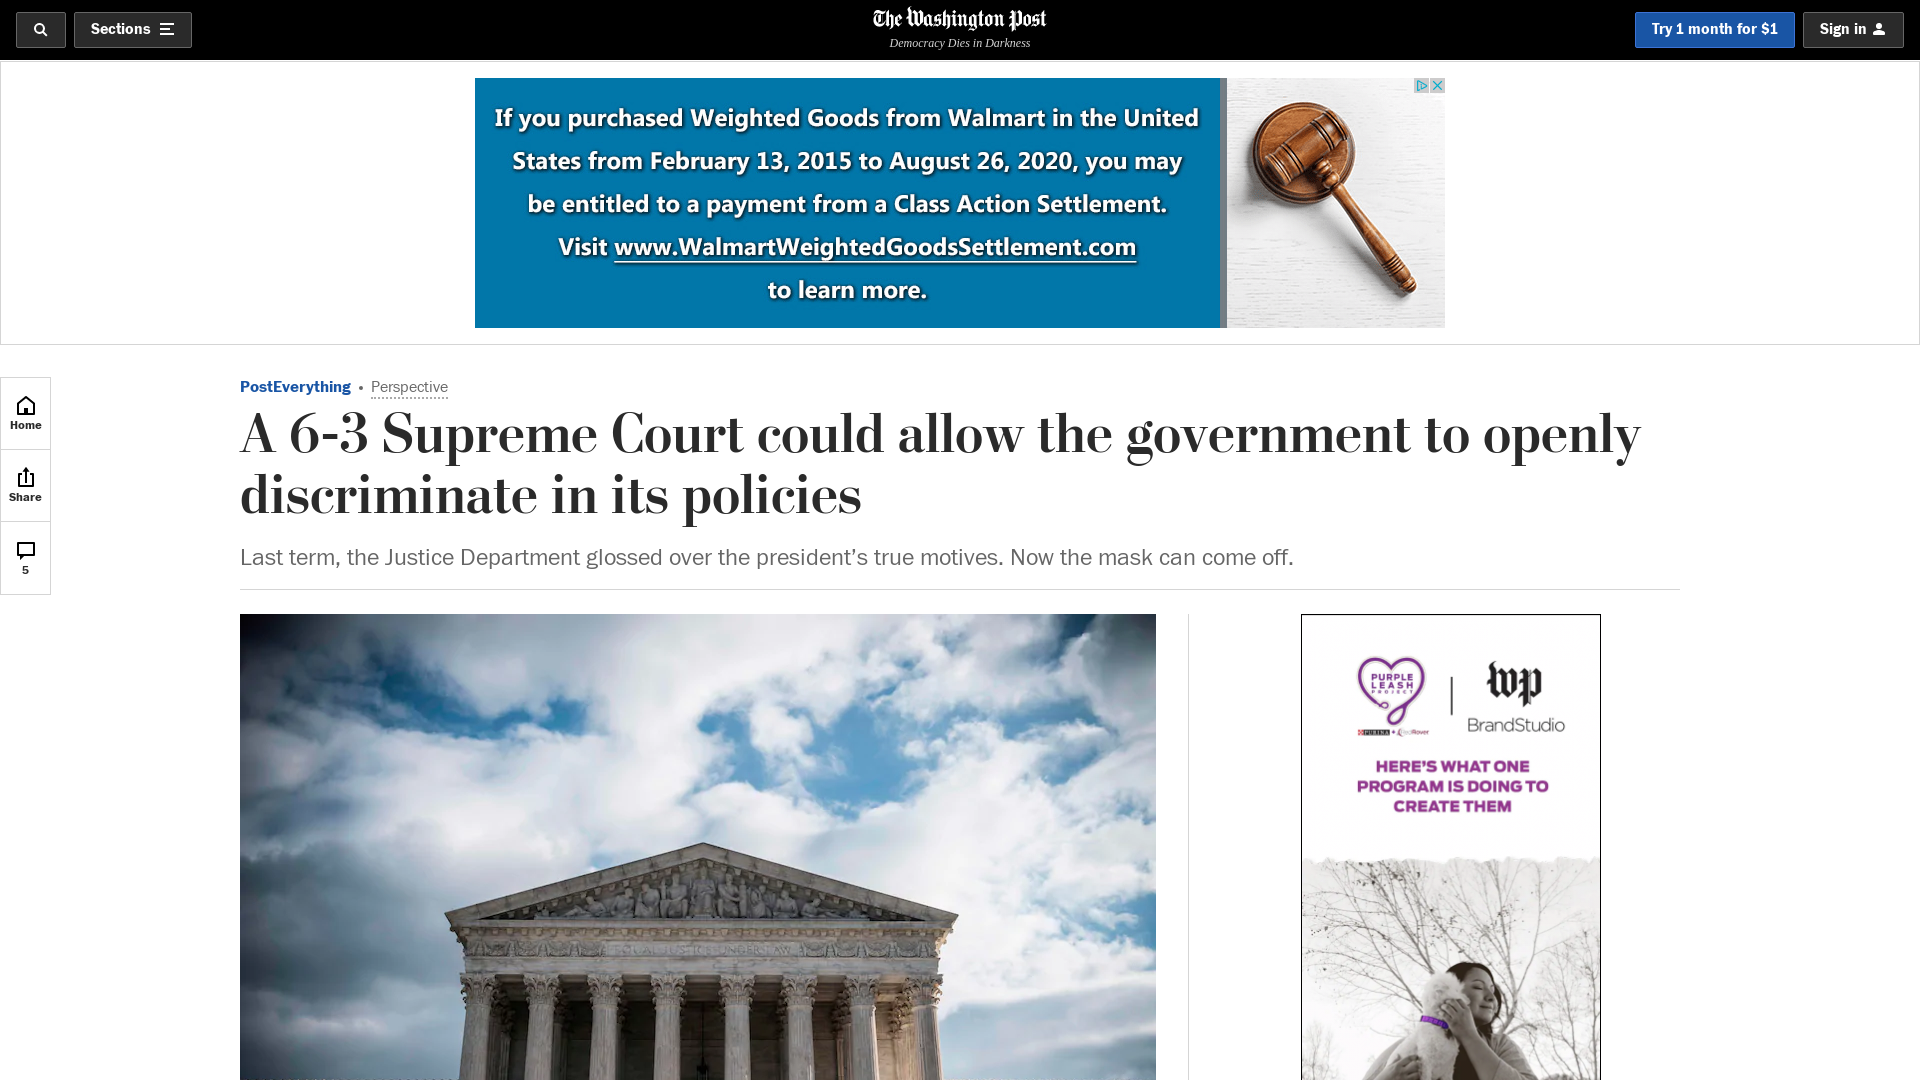 Sections
The Washington Post
Democracy Dies in Darkness
Try 1 month for $1
Sign in
If you purchased Weighted Goods from Walmart in the United
States from February 13, 2015 to August 26, 2020, you may
be entitled to a payment from a Class Action Settlement.
Visit www.WalmartWeightedGoodsSettlement.com
to learn more.
Home
Share
5
PostEverything • Perspective
A 6-3 Supreme Court could allow the government to openly
discriminate in its policies
Last term, the Justice Department glossed over the president’s true motives. Now the mask can come off.
EQUAL JUSTICE UNDER LAW
PURPLE
LEASH
PROJECT
PURINA
RedRover
wp
BrandStudio
HERE'S WHAT ONE
PROGRAM IS DOING TO
CREATE THEM